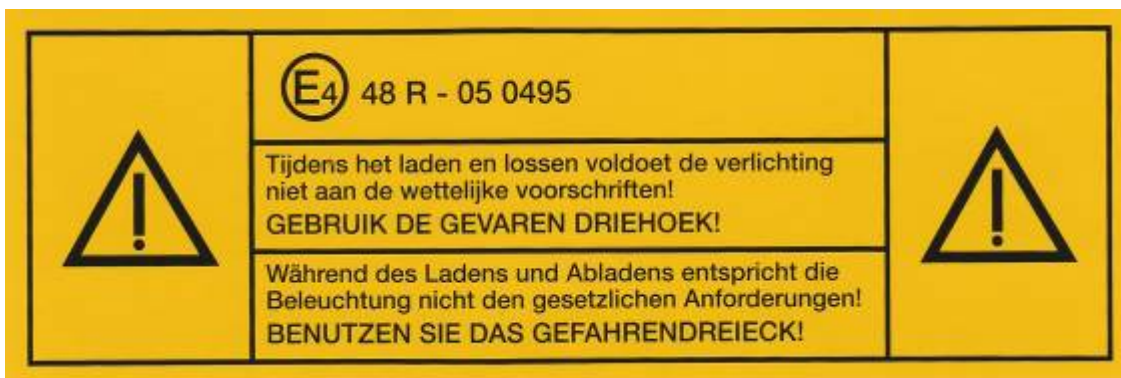 E4 48 R - 05 0495
Tijdens het laden en lossen voldoet de verlichting
niet aan de wettelijke voorschriften!
GEBRUIK DE GEVAREN DRIEHOEK!
Während des Ladens und Abladens entspricht die
Beleuchtung nicht den gesetzlichen Anforderungen!
BENUTZEN SIE DAS GEFAHRENDREIECK!